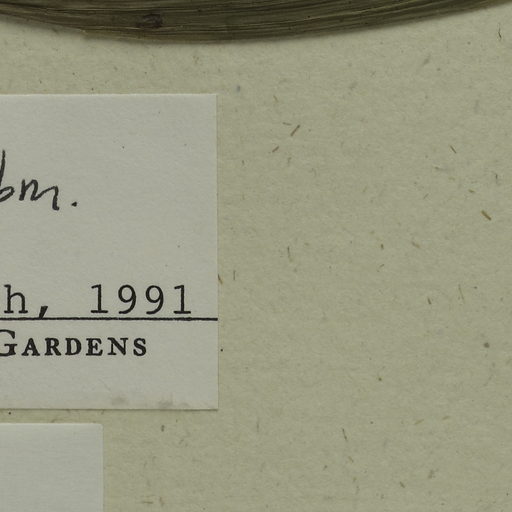 bm.
h, 1991
GARDENS